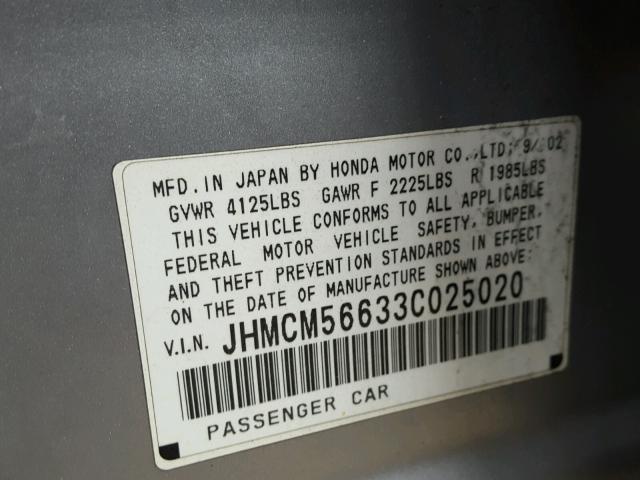 MFD. IN JAPAN BY HONDA MOTOR CO., LTD; 9/02
GVWR 4125LBS GAWR F 2225LBS R 1985LBS
THIS VEHICLE CONFORMS TO ALL APPLICABLE
FEDERAL MOTOR VEHICLE SAFETY, BUMPER,
AND THEFT PREVENTION STANDARDS IN EFFECT
ON THE DATE OF MANUFACTURE SHOWN ABOVE:
V.I.N. JHMCM56633C025020
PASSENGER CAR